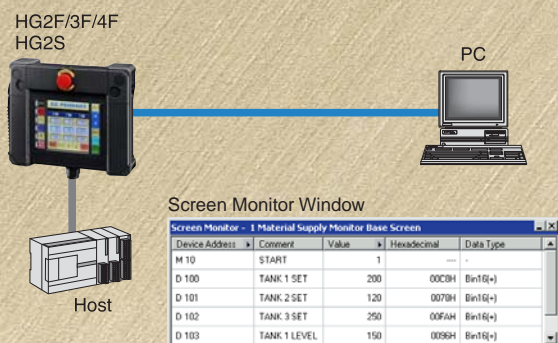 HG2F/3F/4F
HG2S
PC
Host
Screen Monitor Window
Screen Monitor - 1 Material Supply Monitor Base Screen
Device Address Comment Value Hexadecimal Data Type
M 10 START 1 --- -
D 100 TANK 1 SET 200 00C8H Bin16(+)
D 101 TANK 2 SET 120 0078H Bin16(+)
D 102 TANK 3 SET 250 00FAH Bin16(+)
D 103 TANK 1 LEVEL 150 0096H Bin16(+)